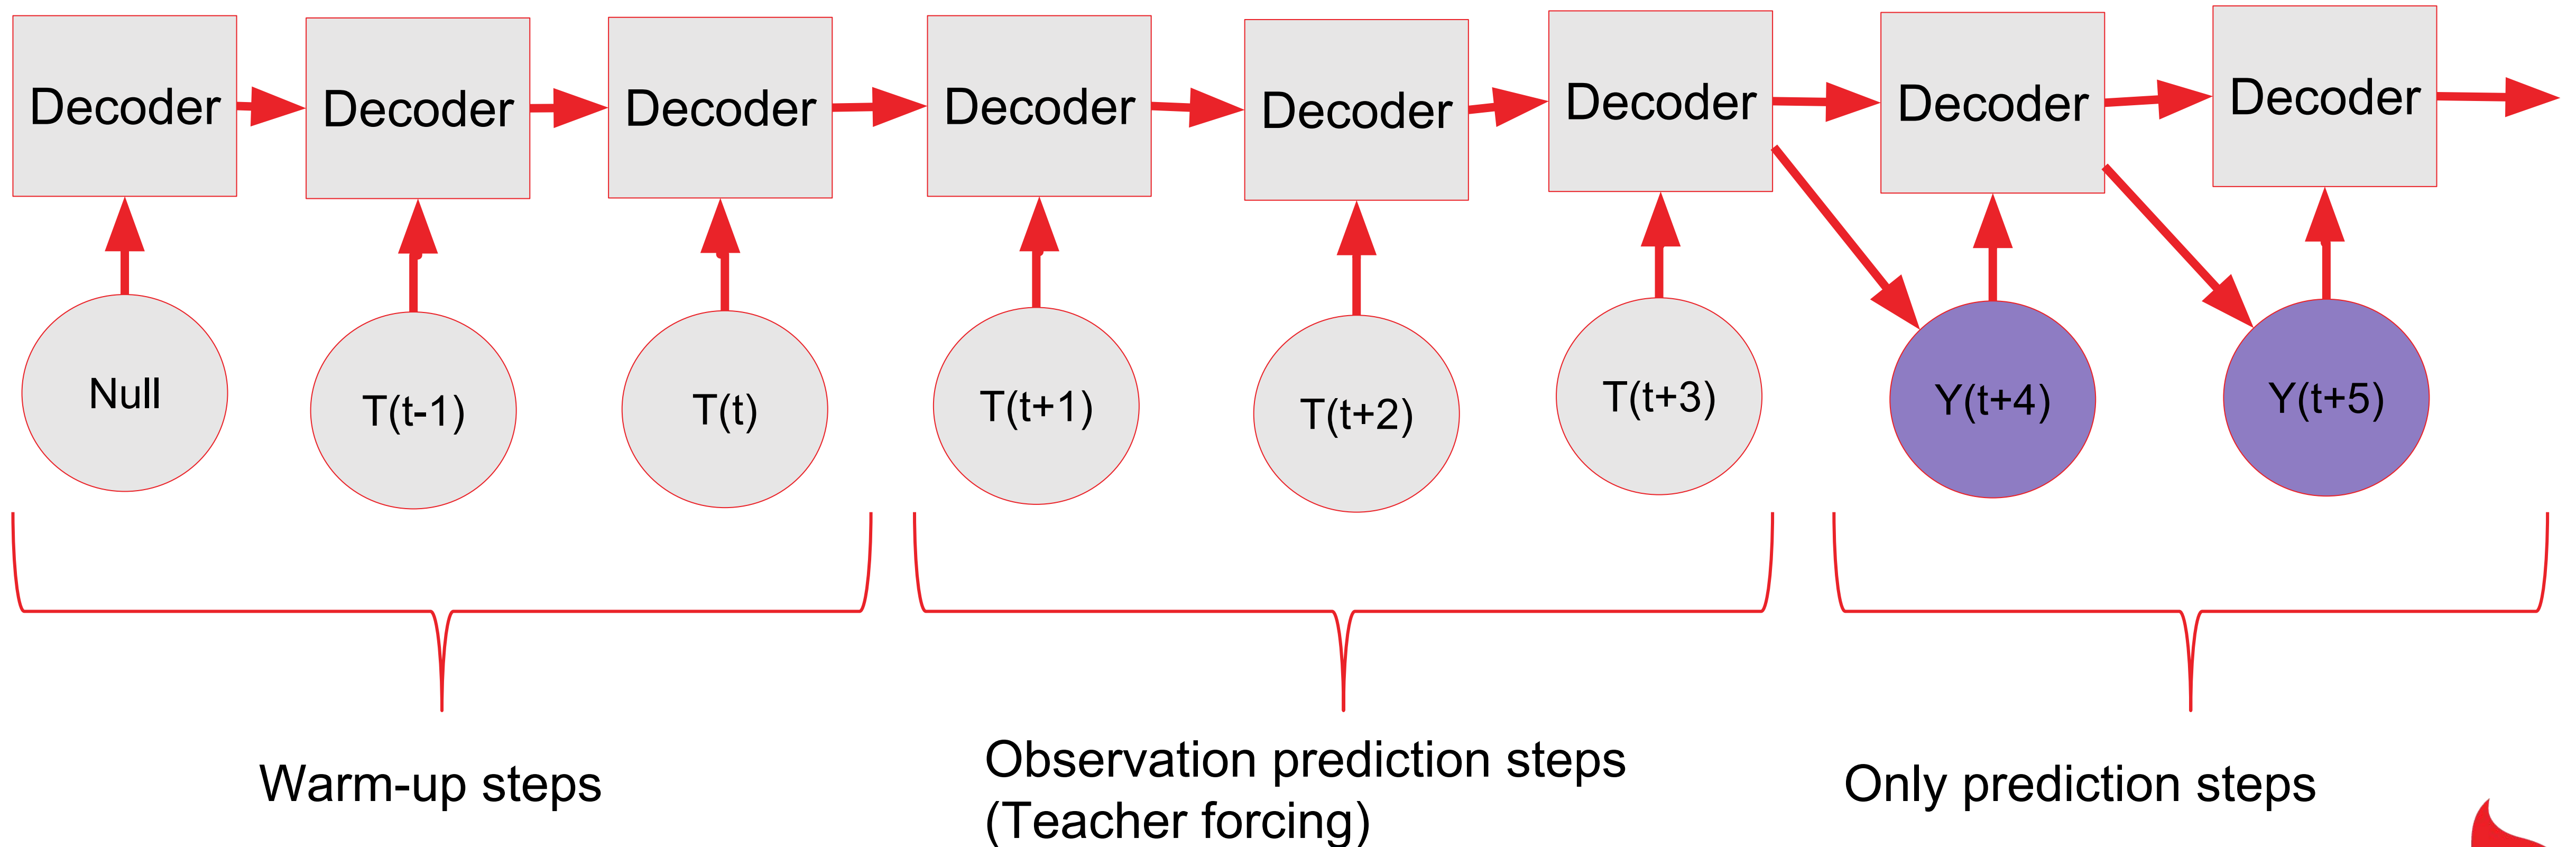 Decoder
Decoder
Decoder
Decoder
Decoder
Decoder
Decoder
Decoder
Null
T(t-1)
T(t)
T(t+1)
T(t+2)
T(t+3)
Y(t+4)
Y(t+5)
Warm-up steps
Observation prediction steps
(Teacher forcing)
Only prediction steps